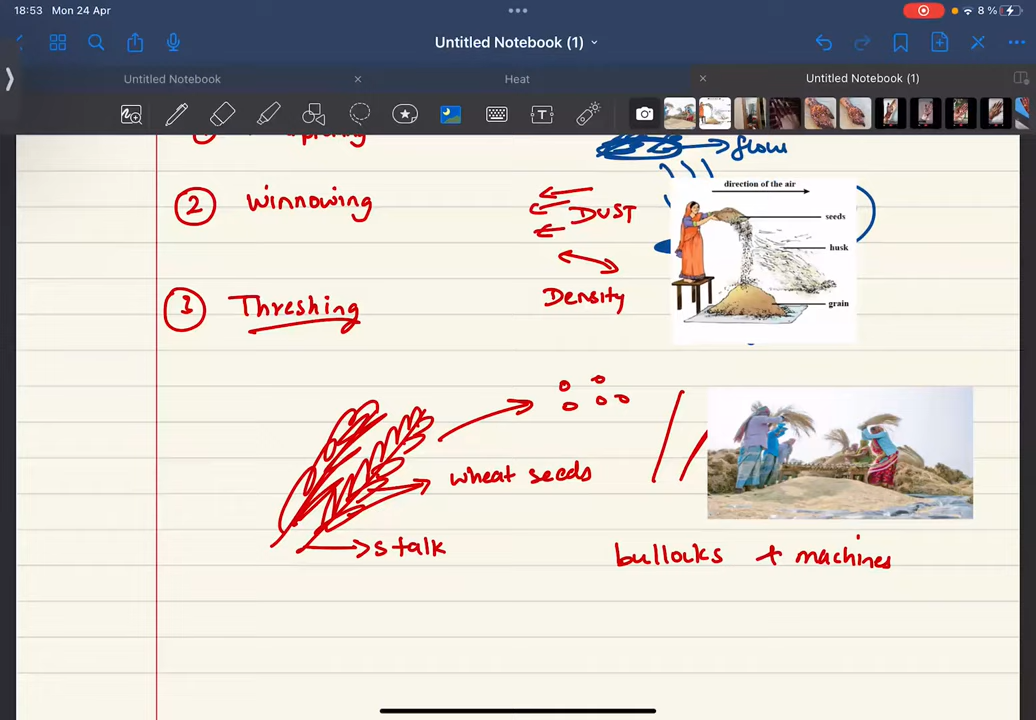 18:53 Mon 24 Apr
8 %
Untitled Notebook (1)
Untitled Notebook
Heat
Untitled Notebook (1)
T
flour
2 Winnowing
DUST
direction of the air
seeds
husk
grain
Density
3 Threshing
wheat seeds
stalk
bullocks + machines